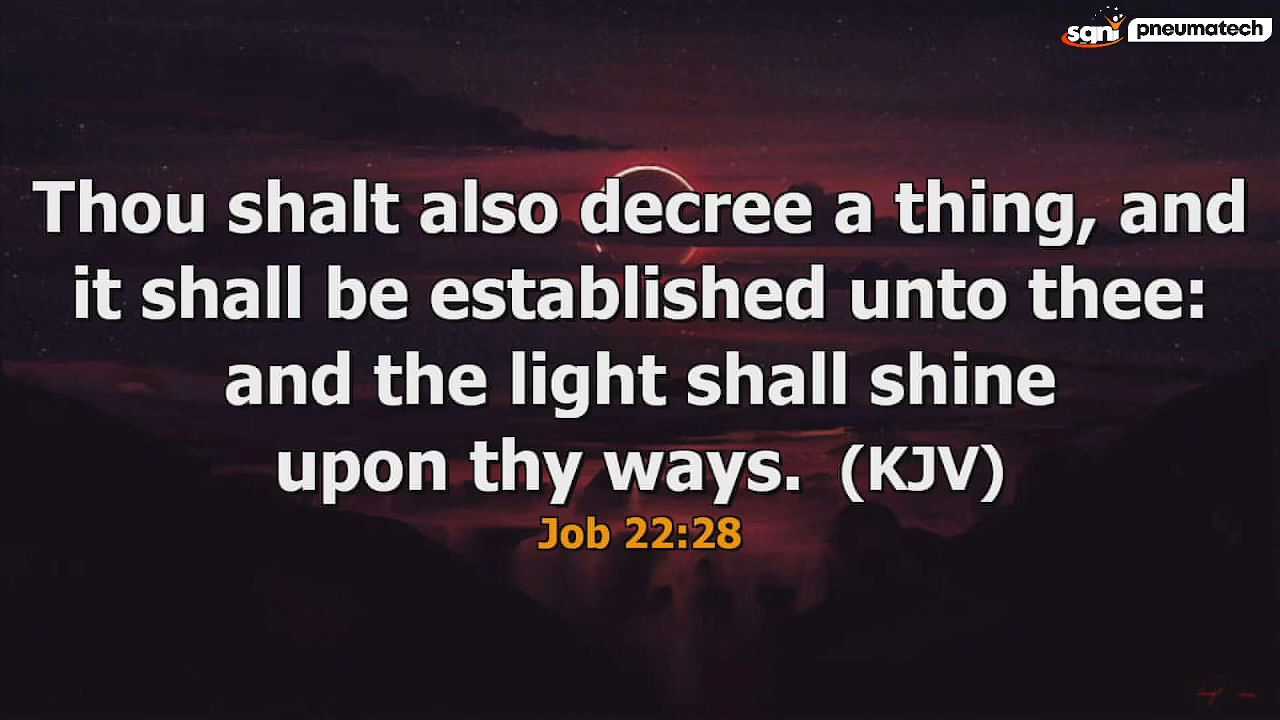 sqni pneumatech
Thou shalt also decree a thing, and
it shall be established unto thee:
and the light shall shine
upon thy ways. (KJV)
Job 22:28